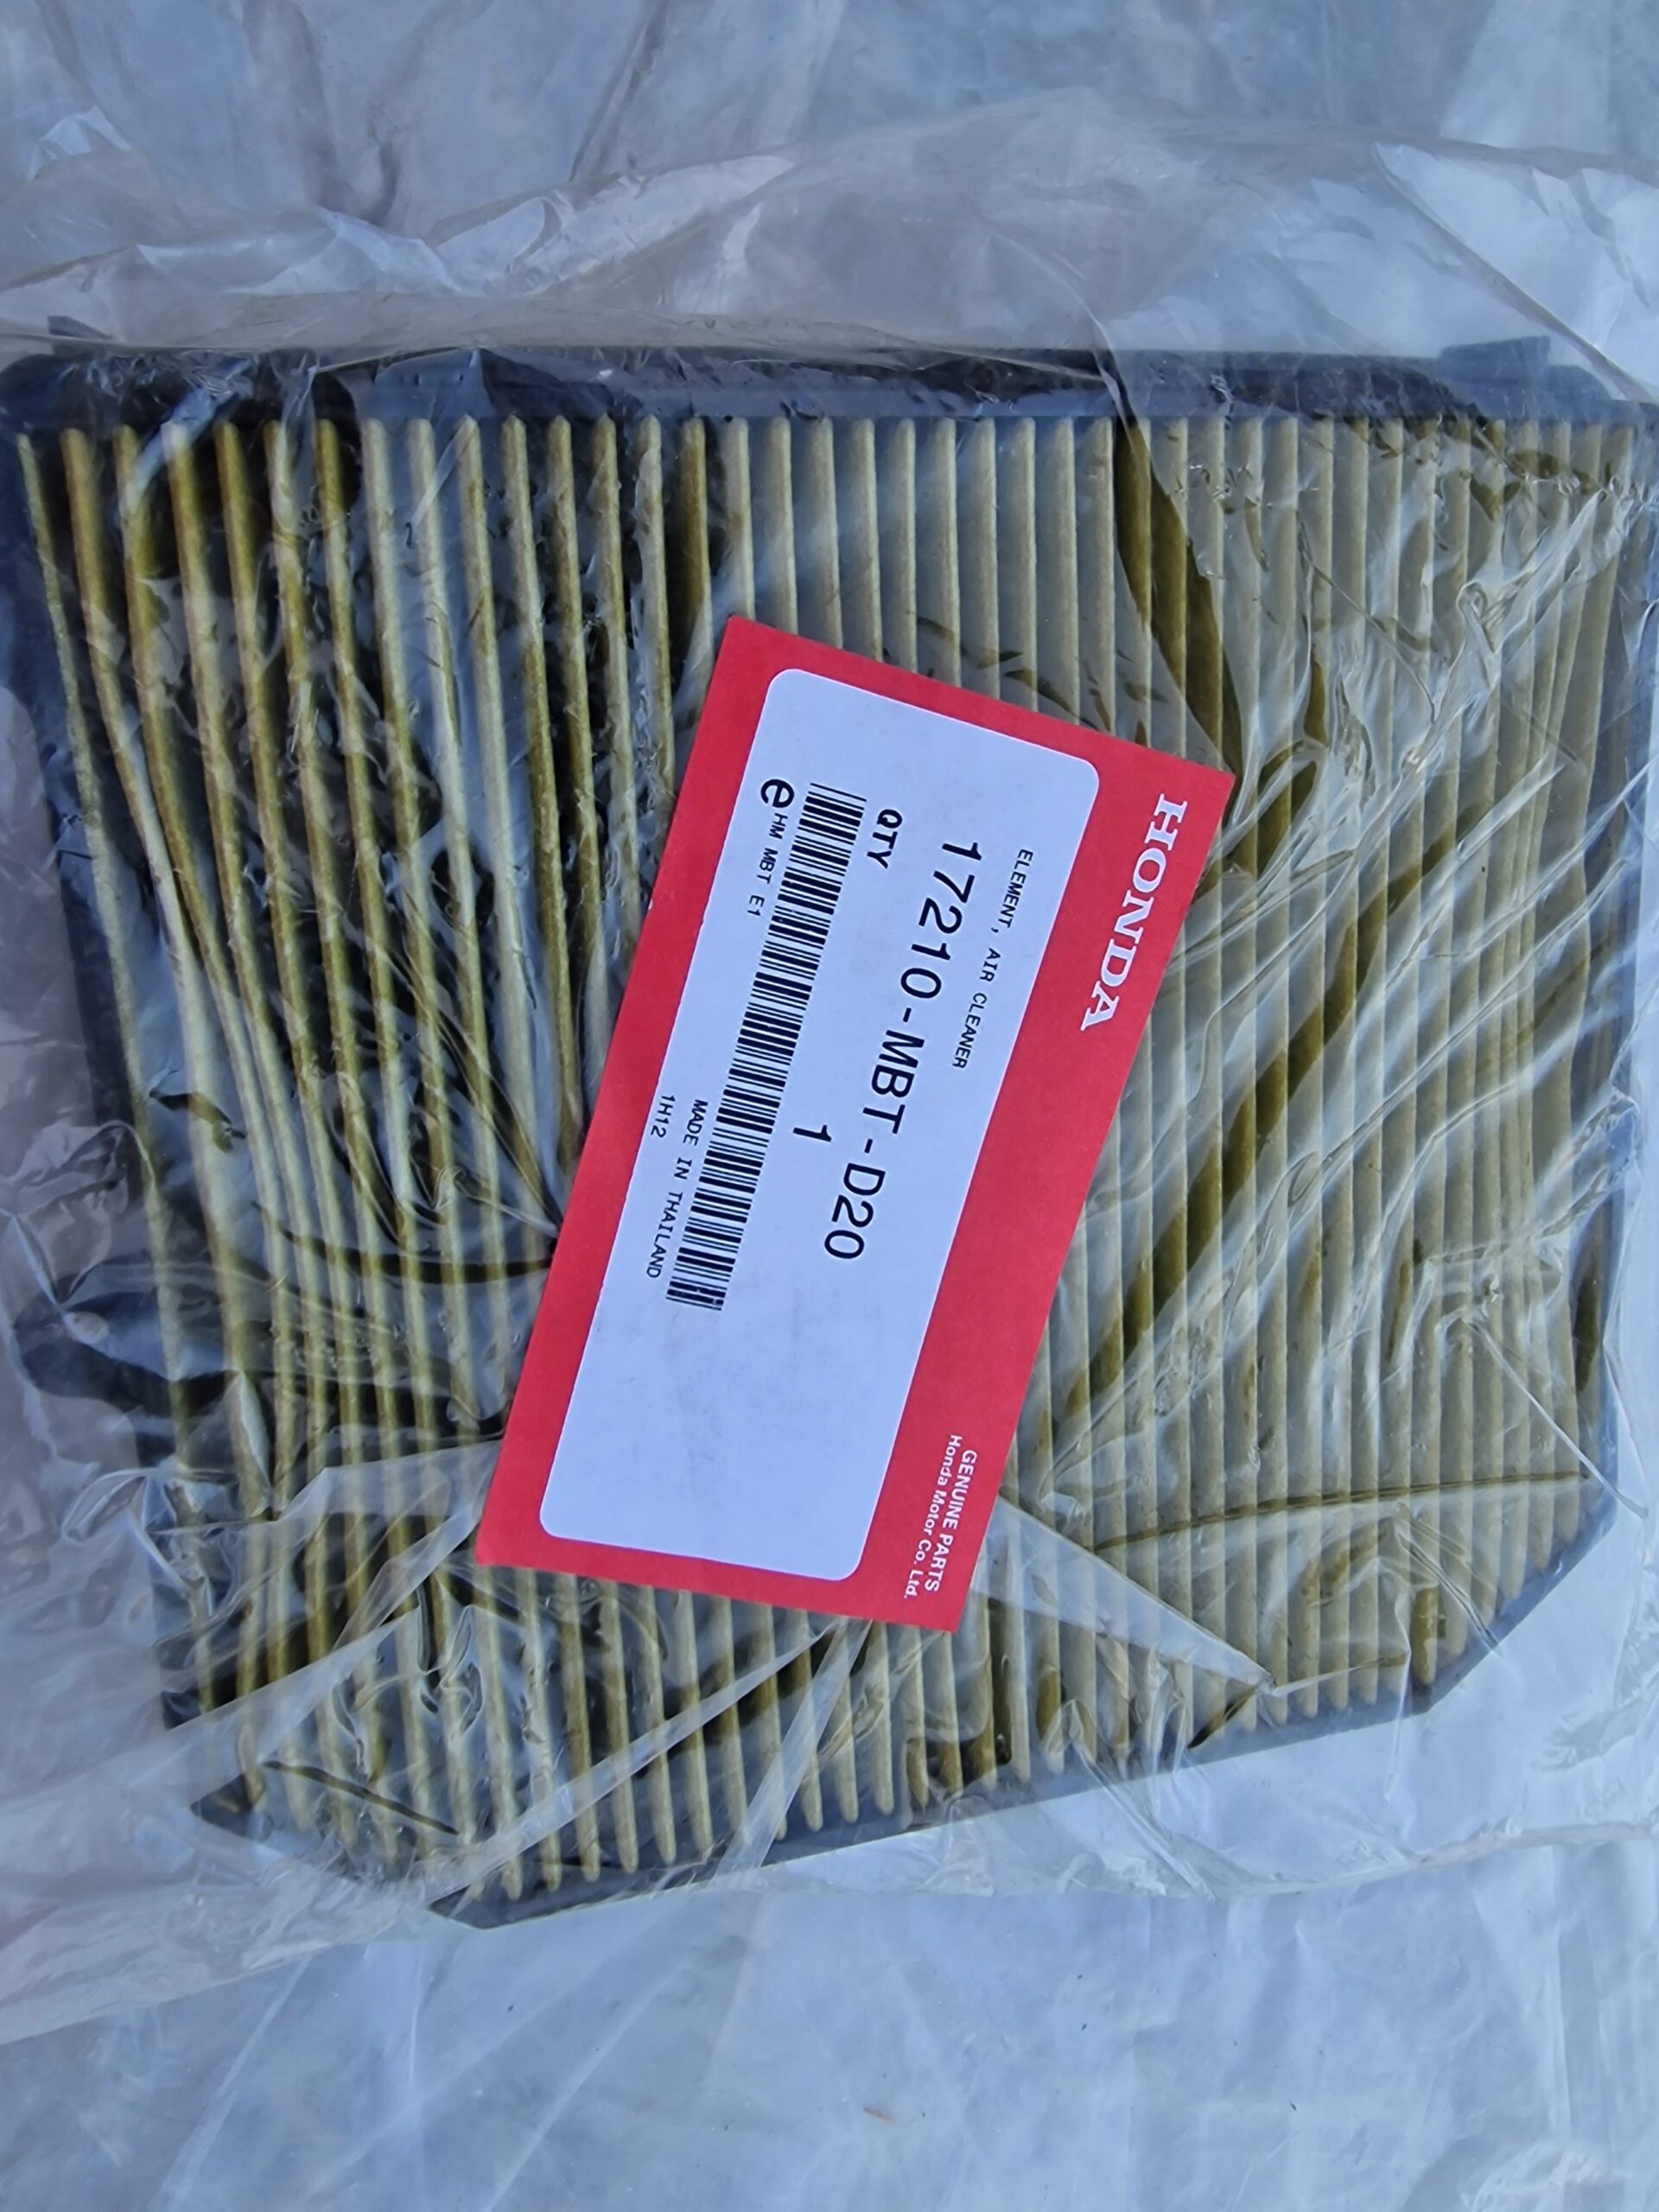 HONDA
ELEMENT, AIR CLEANER
17210-MBT-D20
QTY 1
MADE IN THAILAND
e HM MBT E1 1H12
GENUINE PARTS
Honda Motor Co. Ltd.